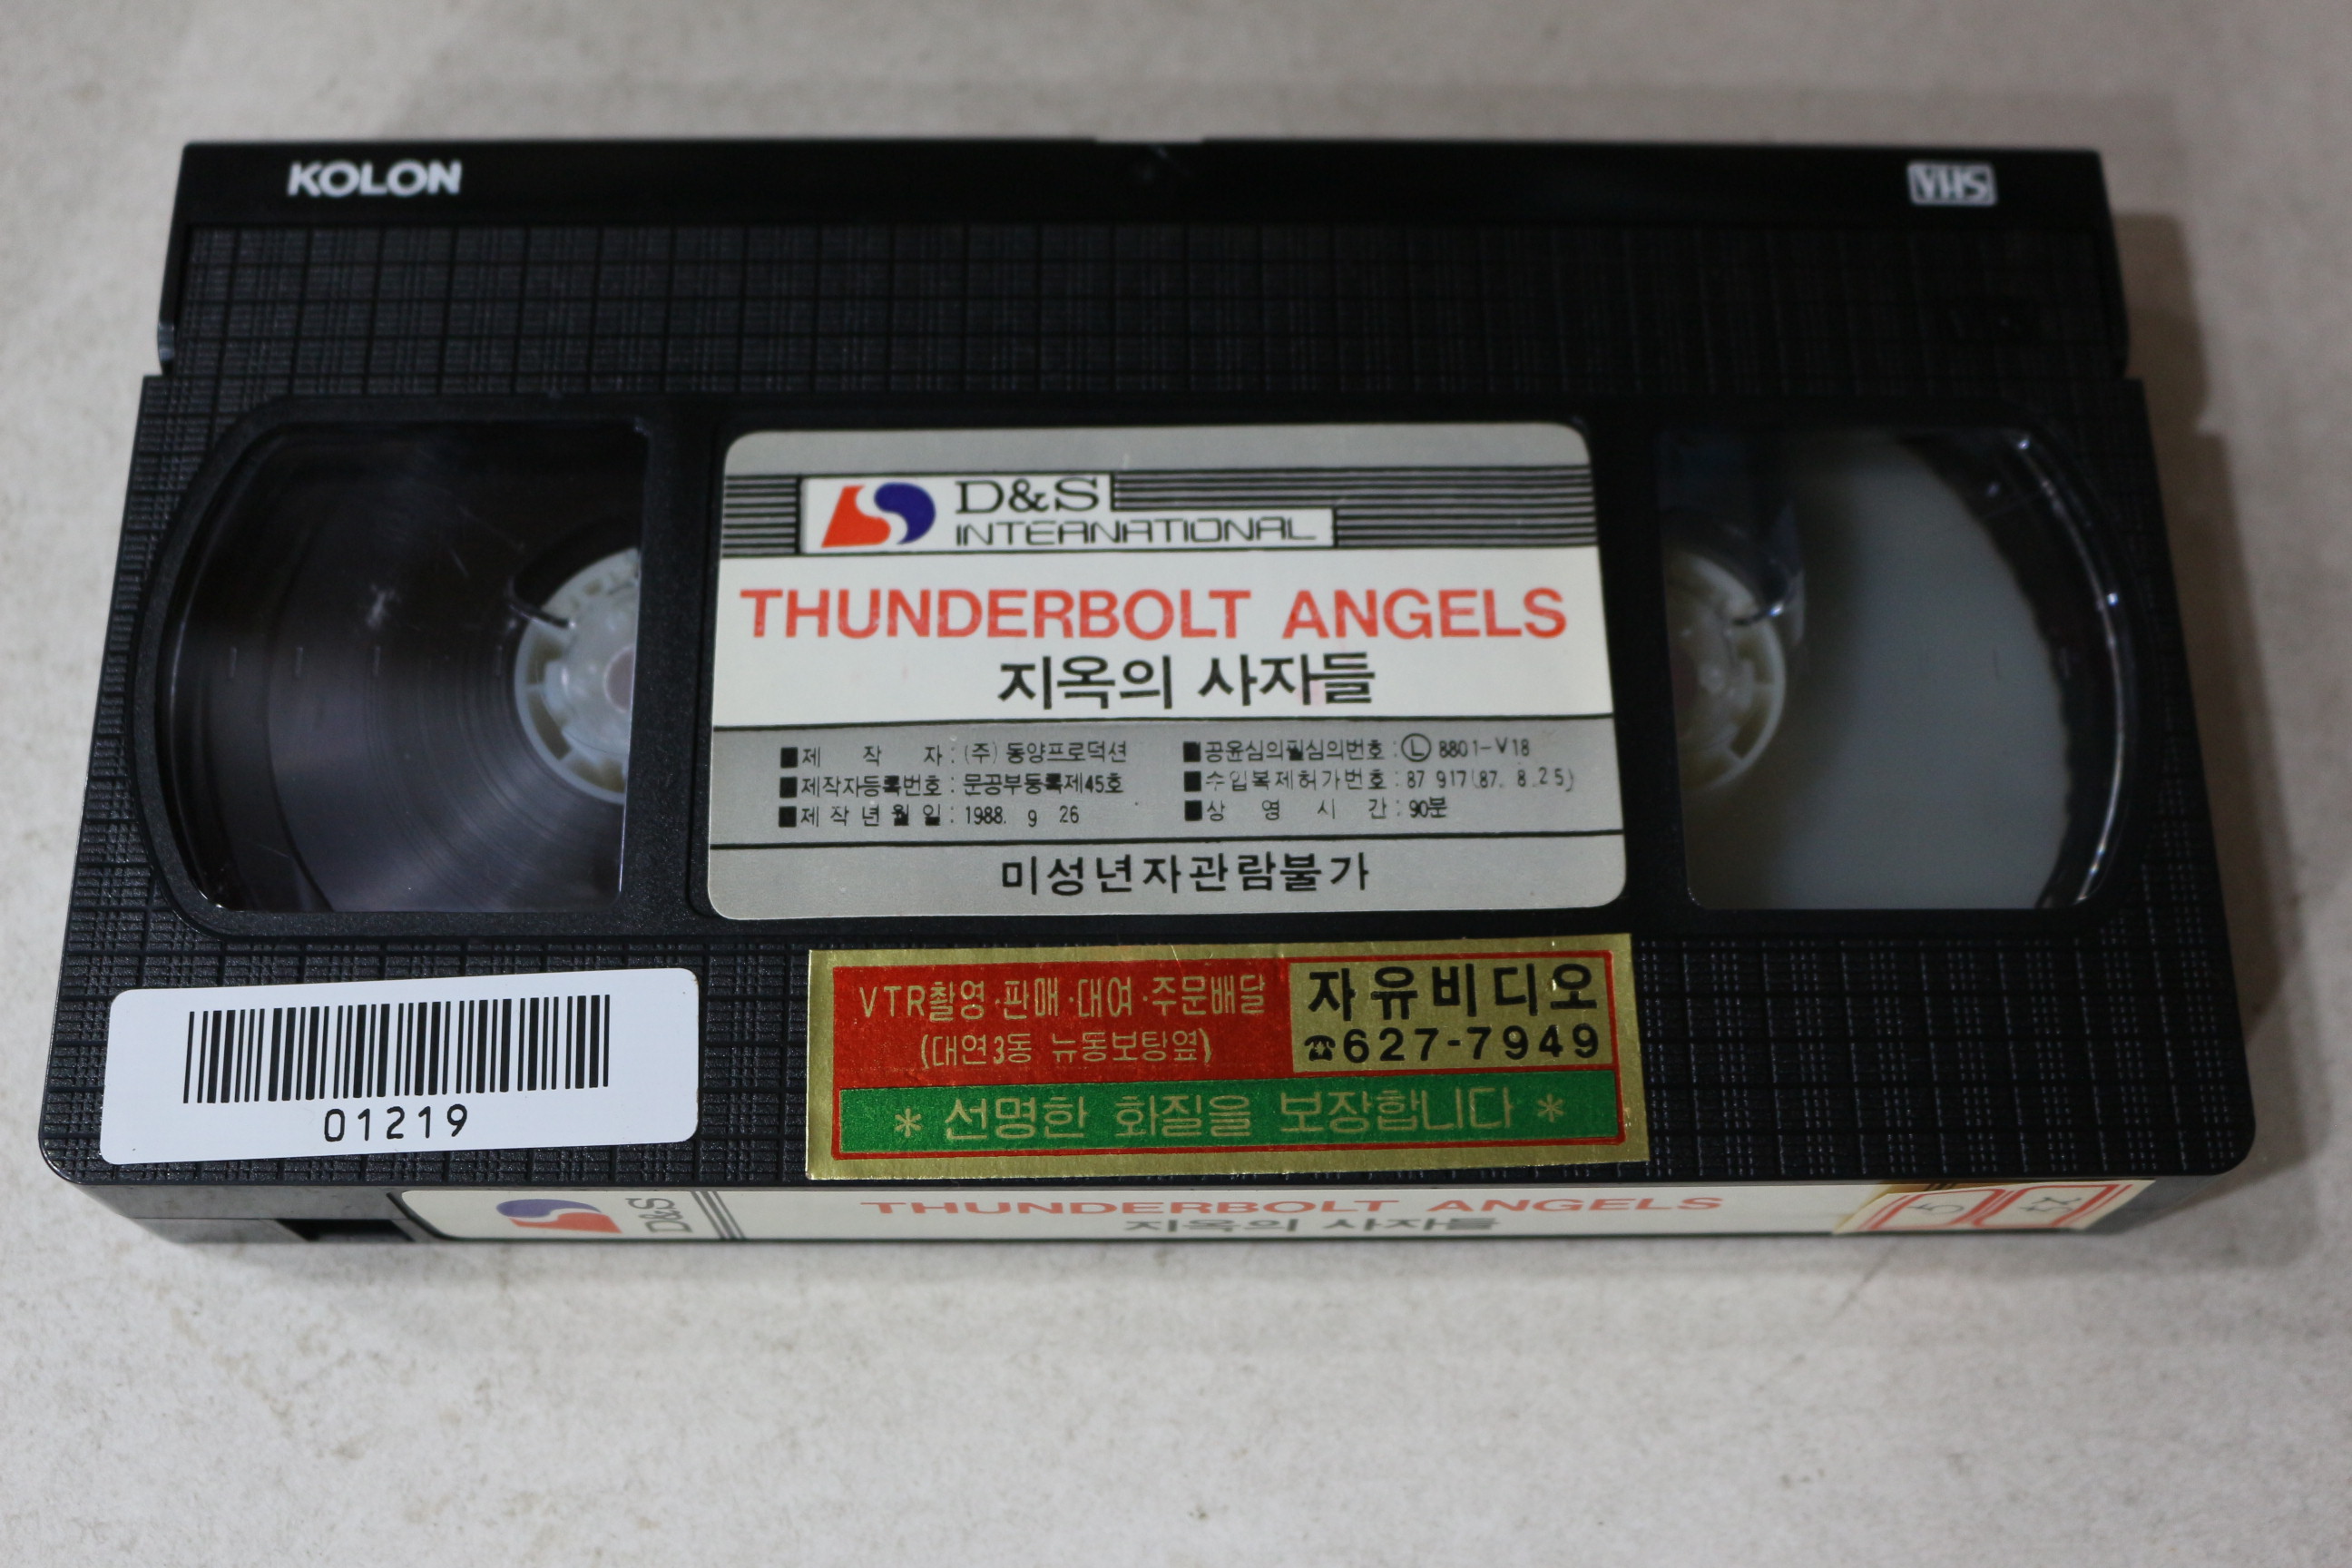 KOLON
VHS
D&S
INTERNATIONAL
THUNDERBOLT ANGELS
지옥의 사자들
■제 작 자 : (주) 동양프로덕션
■제작자등록번호 : 문공부등록제45호
■제작년월일 : 1988. 9 26
■공윤심의필심의번호 : Ⓛ 8801-V18
■수입복제허가번호 : 87 917(87. 8.25)
■상 영 시 간 : 90분
미성년자관람불가
VTR촬영·판매·대여·주문배달
(대연3동 뉴동보탕옆)
자유비디오
☎627-7949
* 선명한 화질을 보장합니다 *
01219
D&S
THUNDERBOLT ANGELS
지옥의 사자들